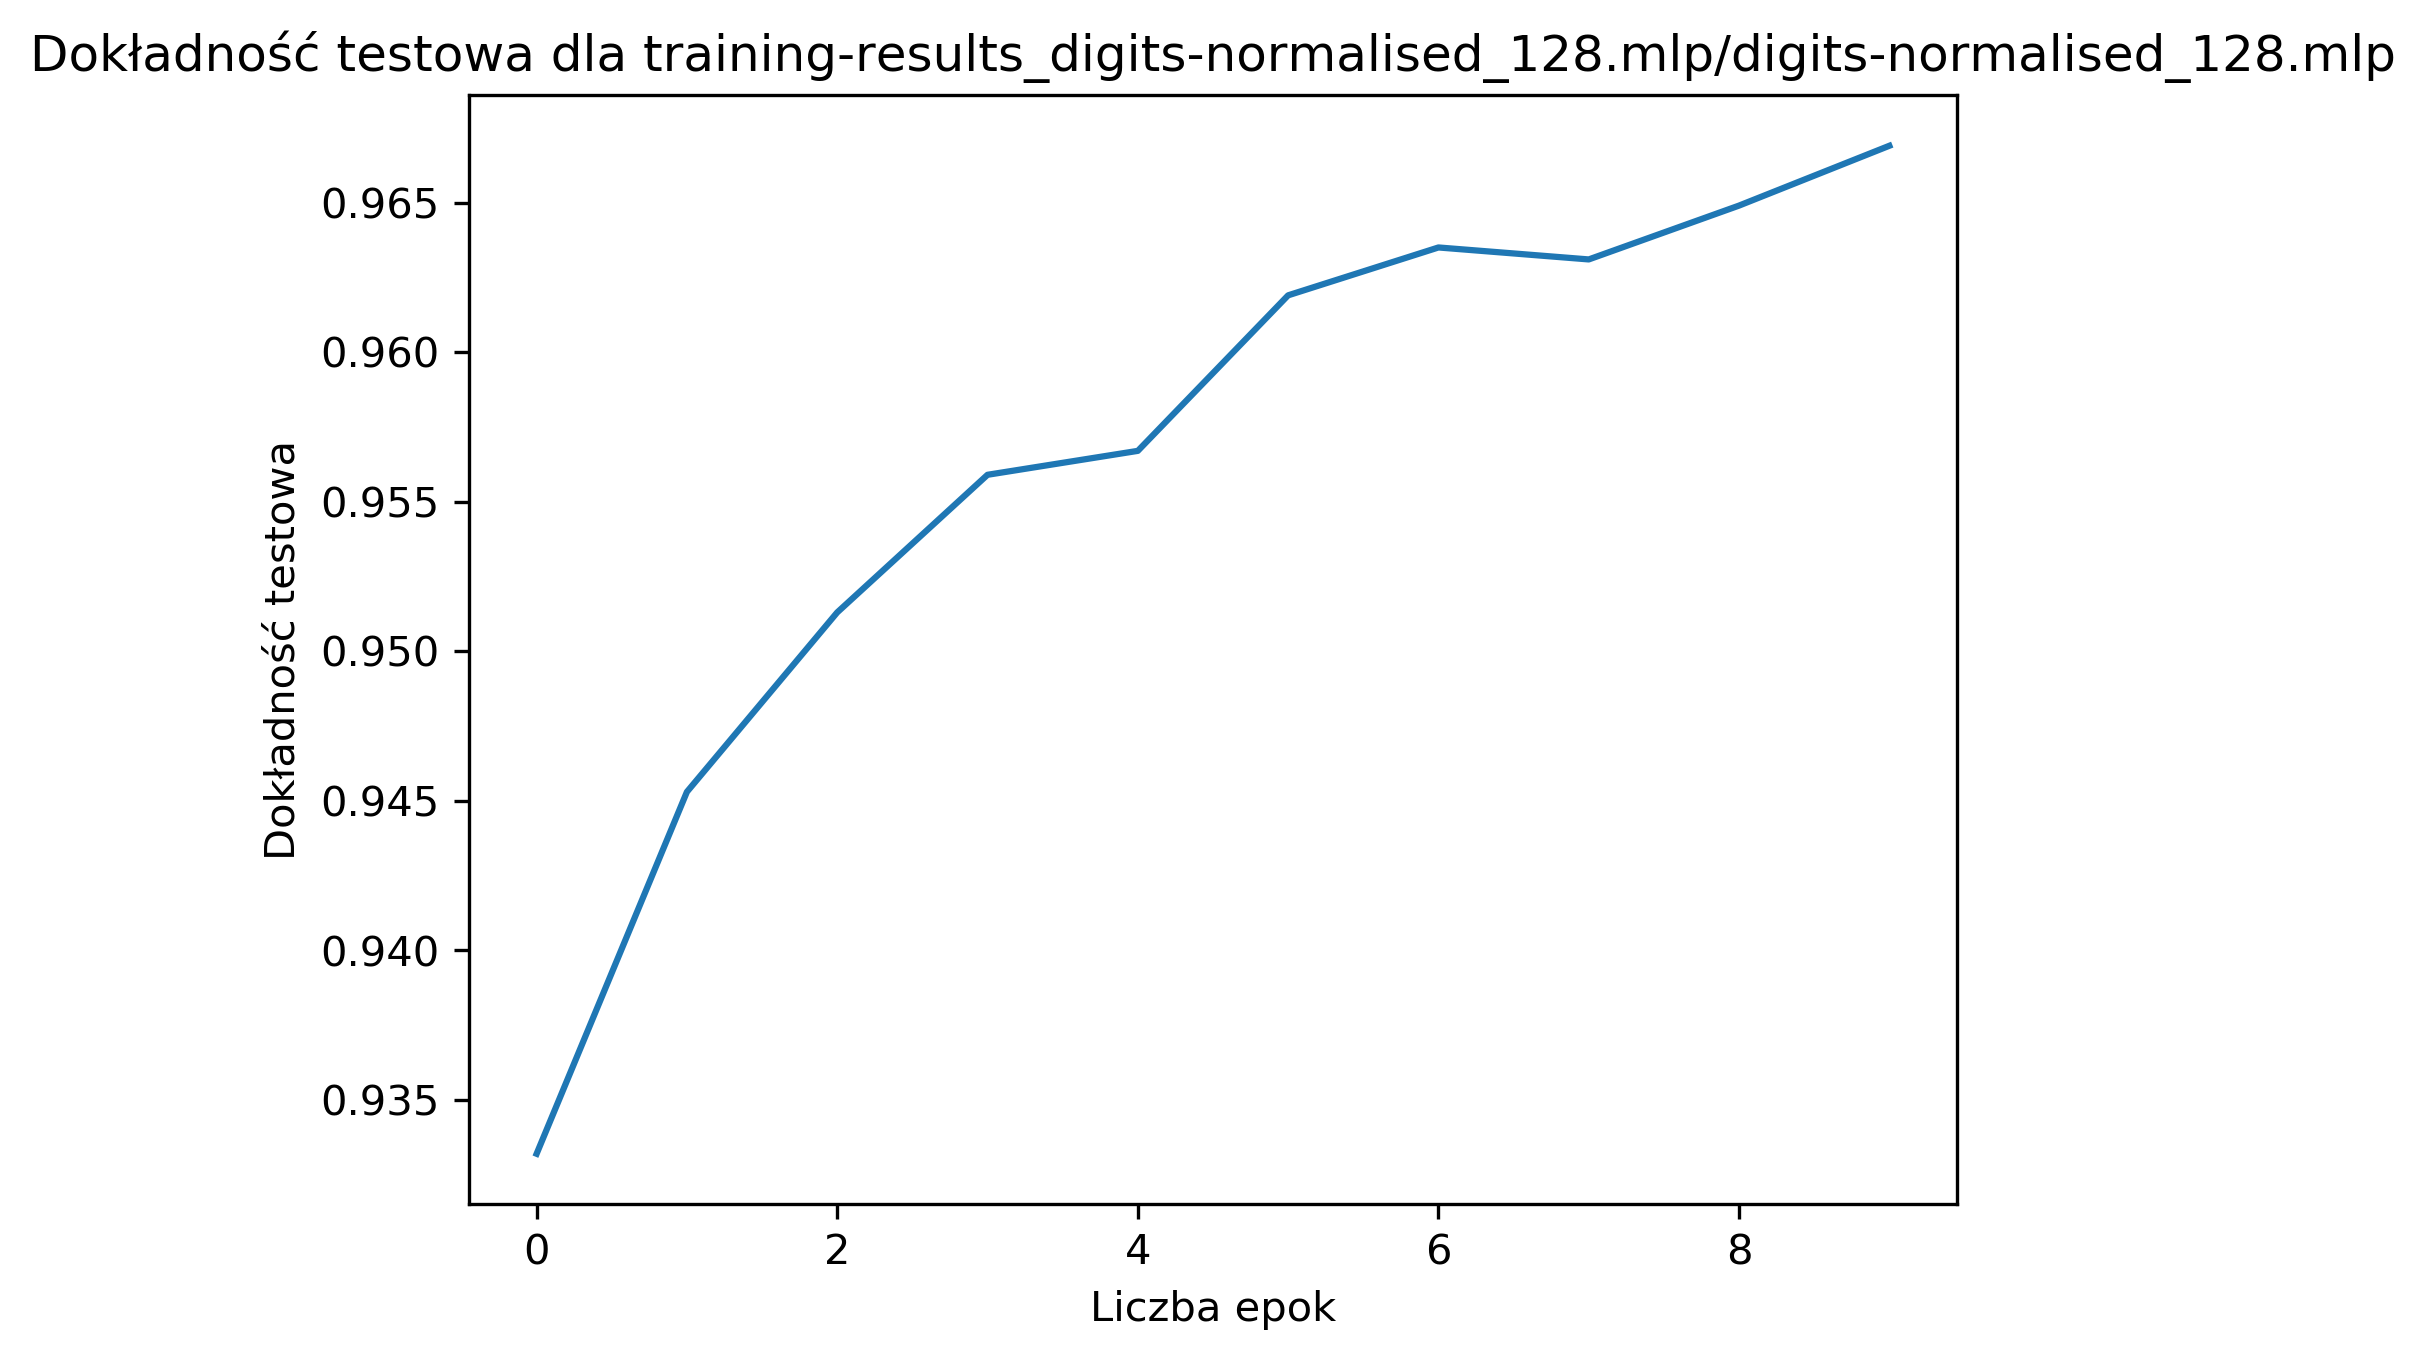 Dokładność testowa dla training-results_digits-normalised_128.mlp/digits-normalised_128.mlp
Dokładność testowa
0.965
0.960
0.955
0.950
0.945
0.940
0.935
0 2 4 6 8
Liczba epok